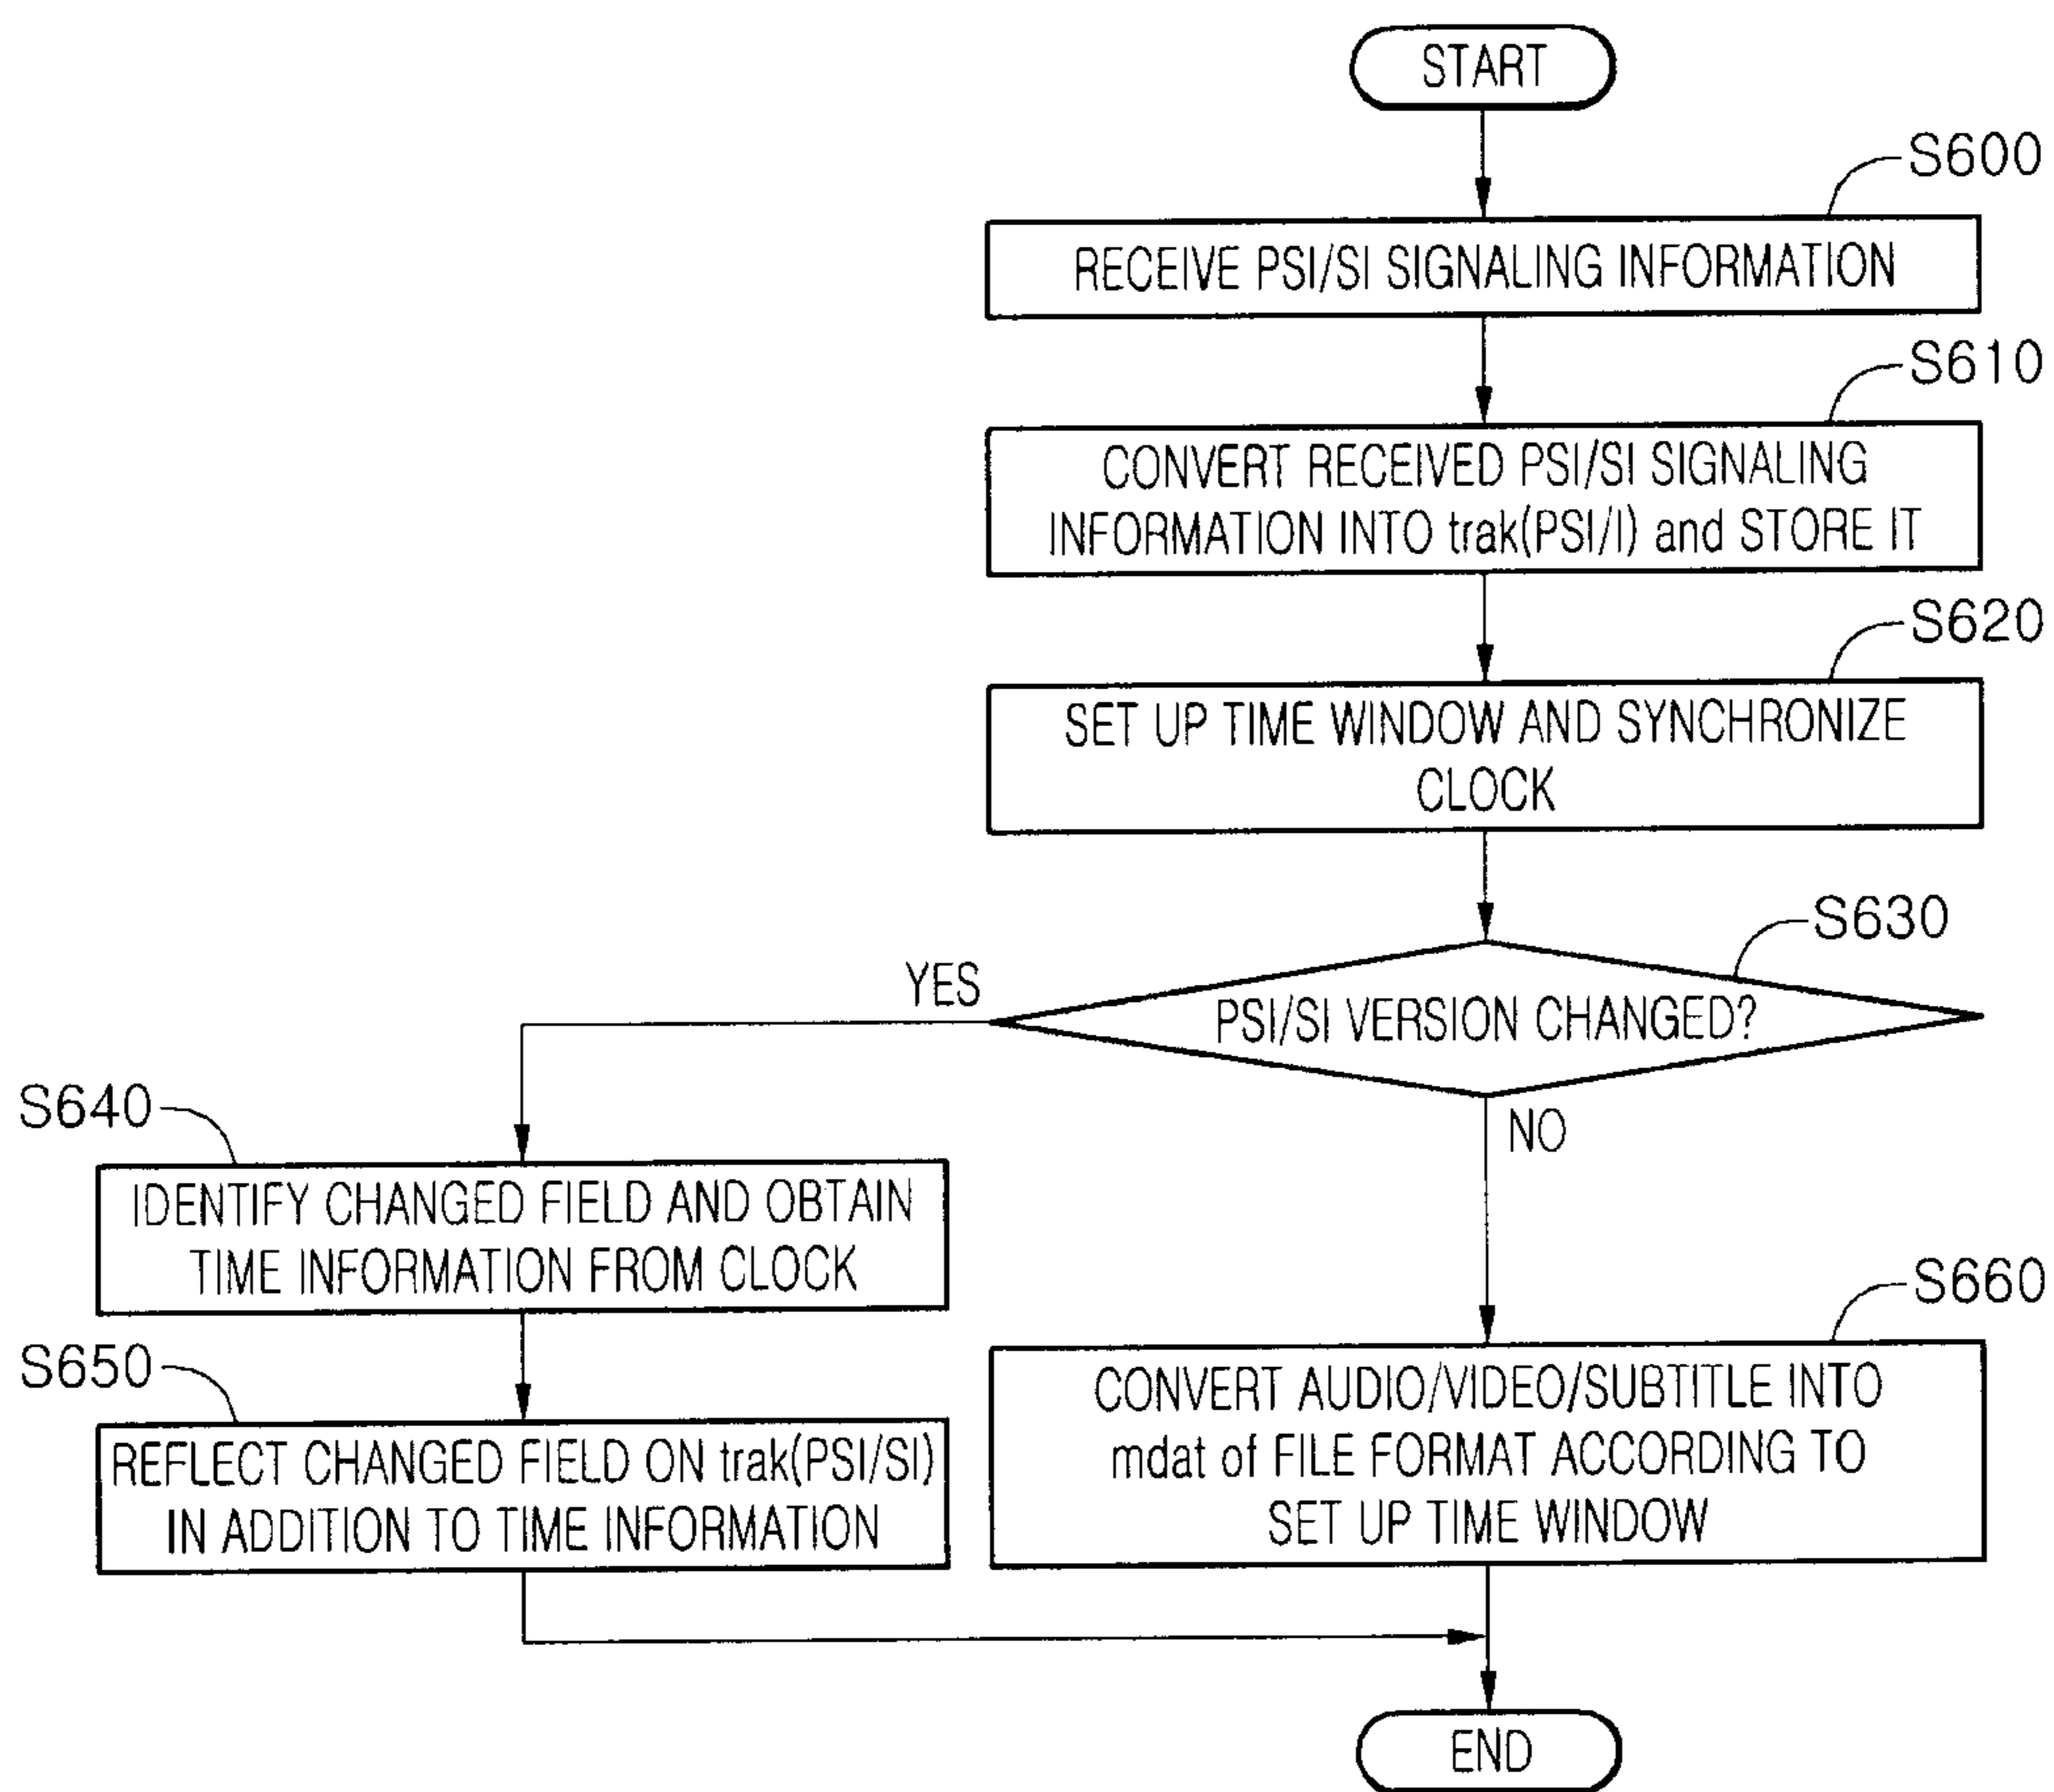 START
S600
RECEIVE PSI/SI SIGNALING INFORMATION
S610
CONVERT RECEIVED PSI/SI SIGNALING
INFORMATION INTO trak(PSI/I) and STORE IT
S620
SET UP TIME WINDOW AND SYNCHRONIZE
CLOCK
S630
YES
PSI/SI VERSION CHANGED?
NO
S640
IDENTIFY CHANGED FIELD AND OBTAIN
TIME INFORMATION FROM CLOCK
S650
REFLECT CHANGED FIELD ON trak(PSI/SI)
IN ADDITION TO TIME INFORMATION
S660
CONVERT AUDIO/VIDEO/SUBTITLE INTO
mdat of FILE FORMAT ACCORDING TO
SET UP TIME WINDOW
END